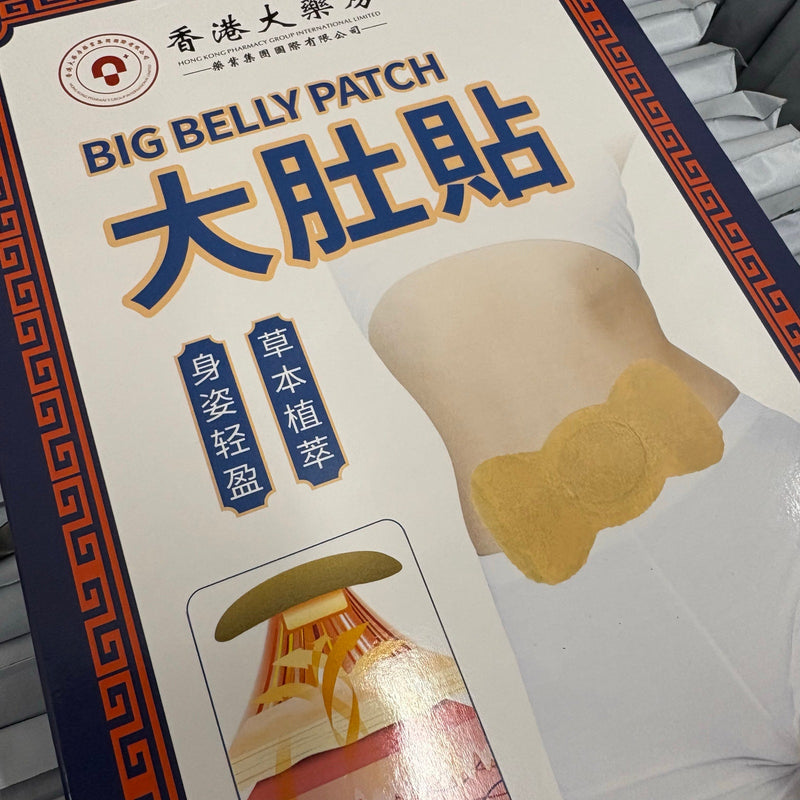 香港大藥房
HONG KONG PHARMACY GROUP INTERNATIONAL LIMITED
藥業集團國際有限公司
BIG BELLY PATCH
大肚貼
草本植萃
身姿轻盈